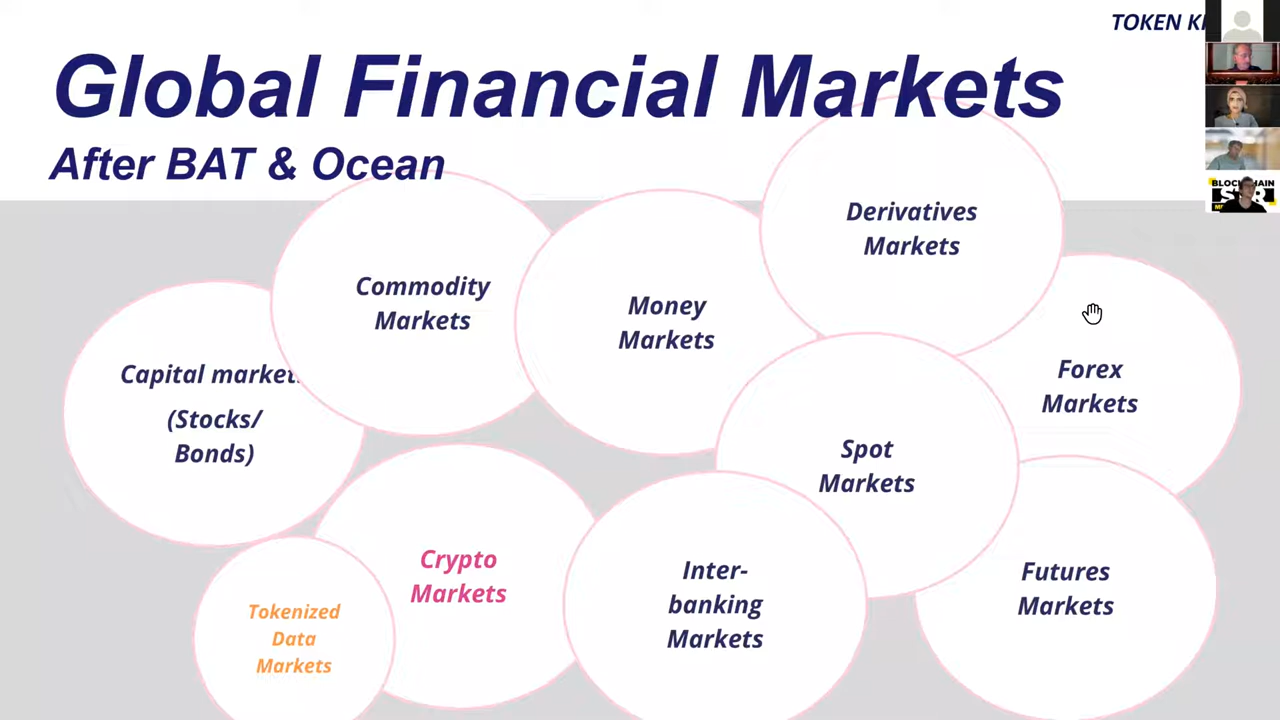 TOKEN
Global Financial Markets
After BAT & Ocean
Derivatives
Markets
Commodity
Markets
Money
Markets
Forex
Markets
Capital market
(Stocks/
Bonds)
Spot
Markets
Crypto
Markets
Inter-
banking
Markets
Futures
Markets
Tokenized
Data
Markets
BLOCKCHAIN